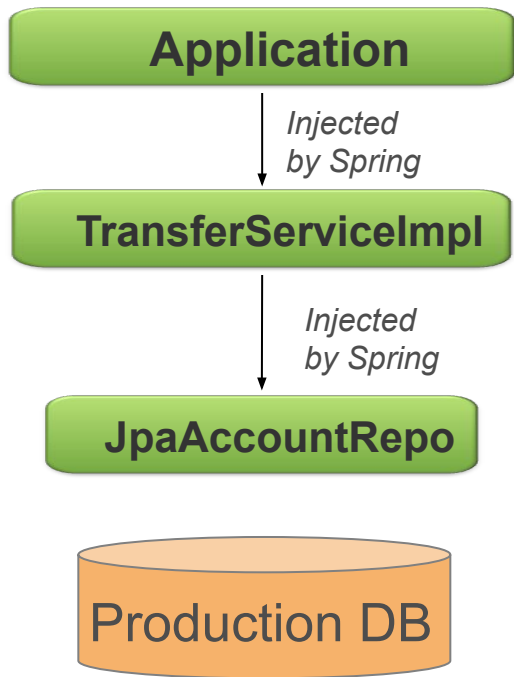 Application
Injected
by Spring
TransferServiceImpl
Injected
by Spring
JpaAccountRepo
Production DB